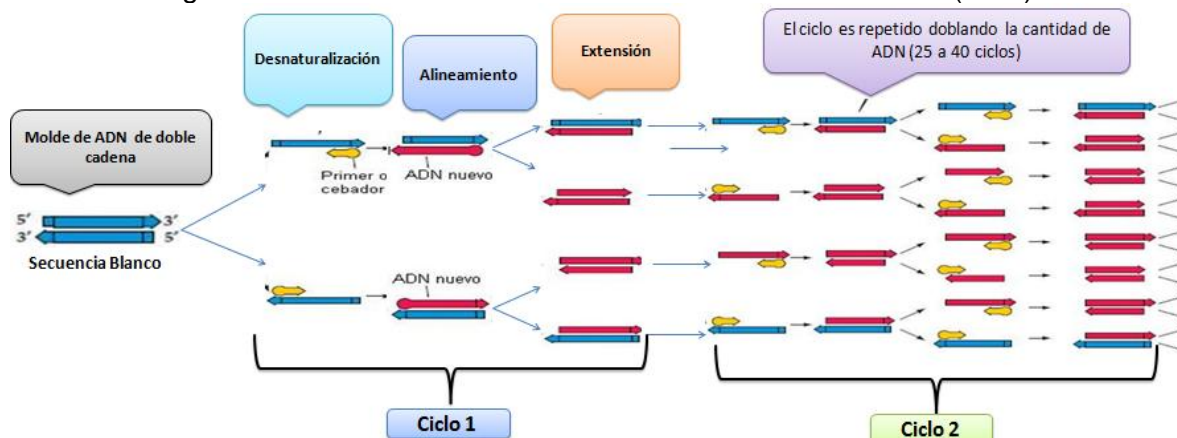 El ciclo es repetido doblando la cantidad de
ADN (25 a 40 ciclos)
Desnaturalización
Alineamiento
Extensión
Molde de ADN de doble
cadena
Primer o
cebador
ADN nuevo
5′
3′
3′
5′
Secuencia Blanco
ADN nuevo
Ciclo 1
Ciclo 2